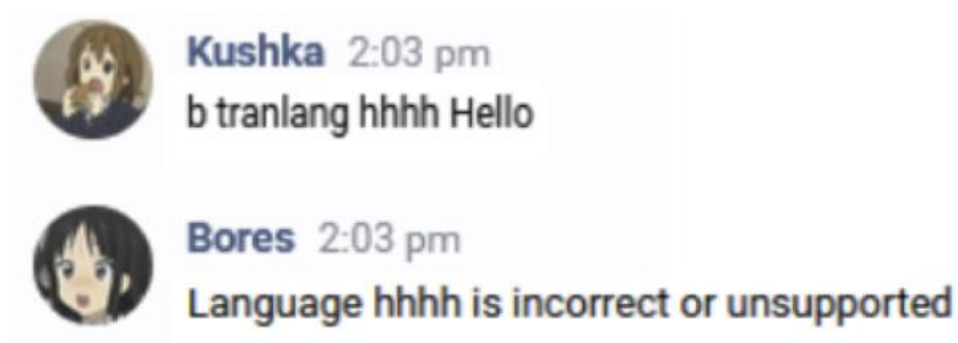 Kushka 2:03 pm
b tranlang hhhh Hello
Bores 2:03 pm
Language hhhh is incorrect or unsupported